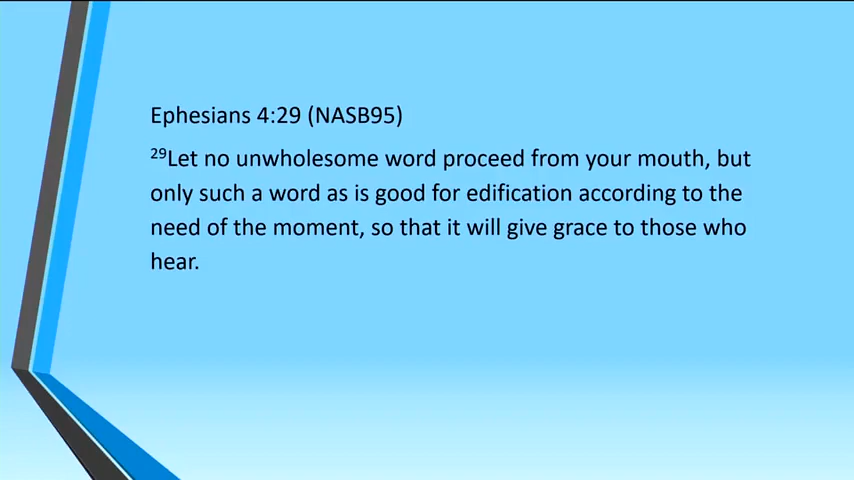 Ephesians 4:29 (NASB95)
²⁹Let no unwholesome word proceed from your mouth, but
only such a word as is good for edification according to the
need of the moment, so that it will give grace to those who
hear.